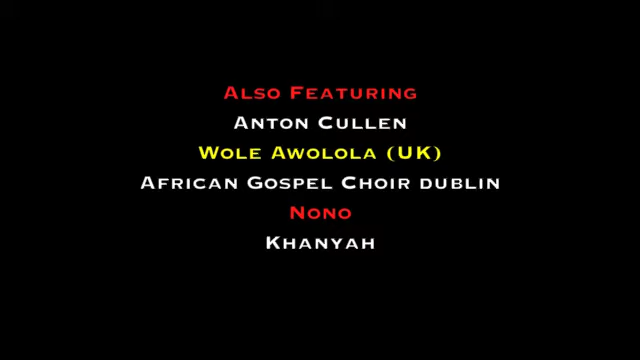 Also Featuring
Anton Cullen
Wole Awolola (UK)
African Gospel Choir dublin
Nono
Khanyah